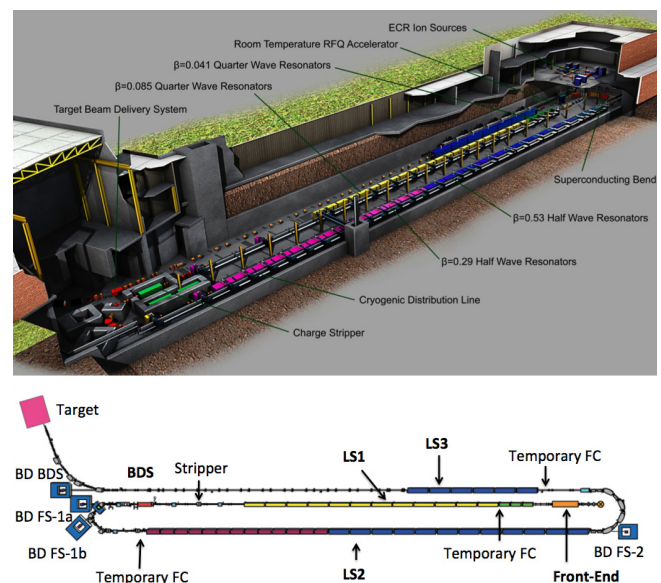 ECR Ion Sources
Room Temperature RFQ Accelerator
β=0.041 Quarter Wave Resonators
β=0.085 Quarter Wave Resonators
Target Beam Delivery System
Superconducting Bend
β=0.53 Half Wave Resonators
β=0.29 Half Wave Resonators
Cryogenic Distribution Line
Charge Stripper
Target
BD BDS
BDS
Stripper
LS1
LS3
Temporary FC
BD FS-1a
BD FS-1b
Temporary FC
LS2
Temporary FC
Front-End
BD FS-2